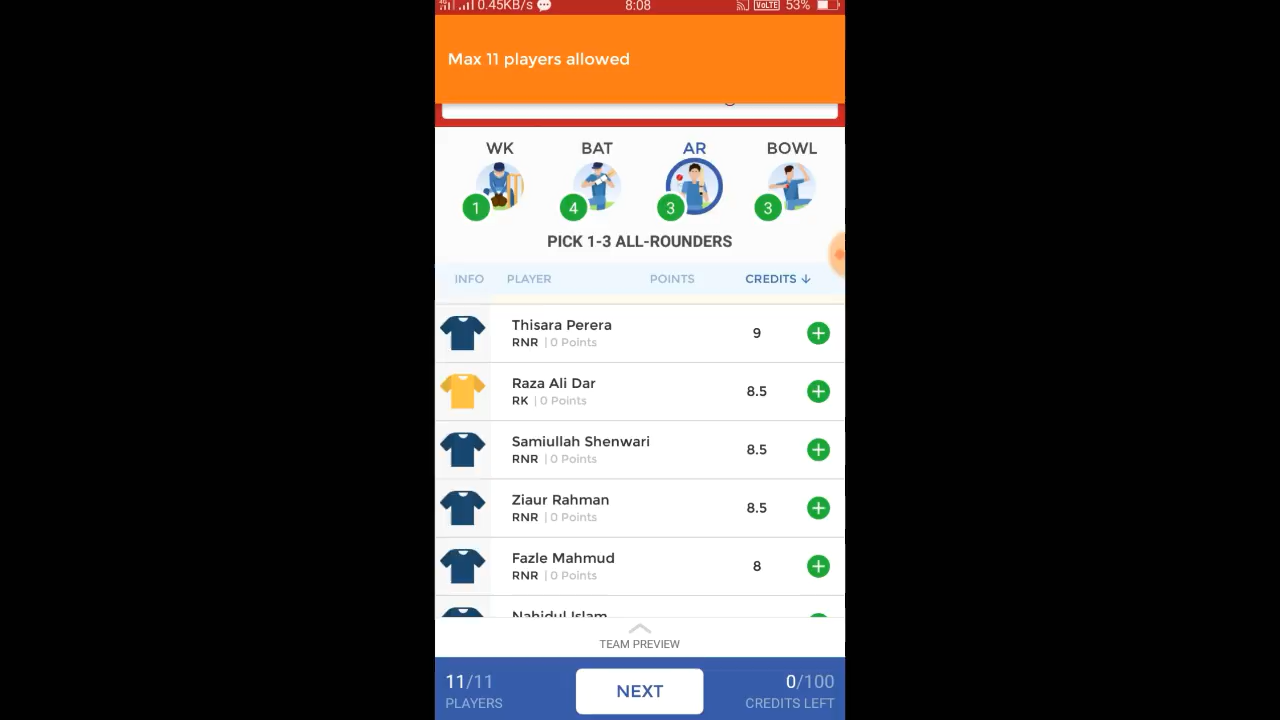 0.45KB/s 8:08 VoLTE 53%
Max 11 players allowed
WK BAT AR BOWL
1 4 3 3
PICK 1-3 ALL-ROUNDERS
INFO PLAYER POINTS CREDITS ↓
Thisara Perera
RNR | 0 Points 9
Raza Ali Dar
RK | 0 Points 8.5
Samiullah Shenwari
RNR | 0 Points 8.5
Ziaur Rahman
RNR | 0 Points 8.5
Fazle Mahmud
RNR | 0 Points 8
Nahidul Islam
TEAM PREVIEW
11/11 NEXT 0/100
PLAYERS CREDITS LEFT